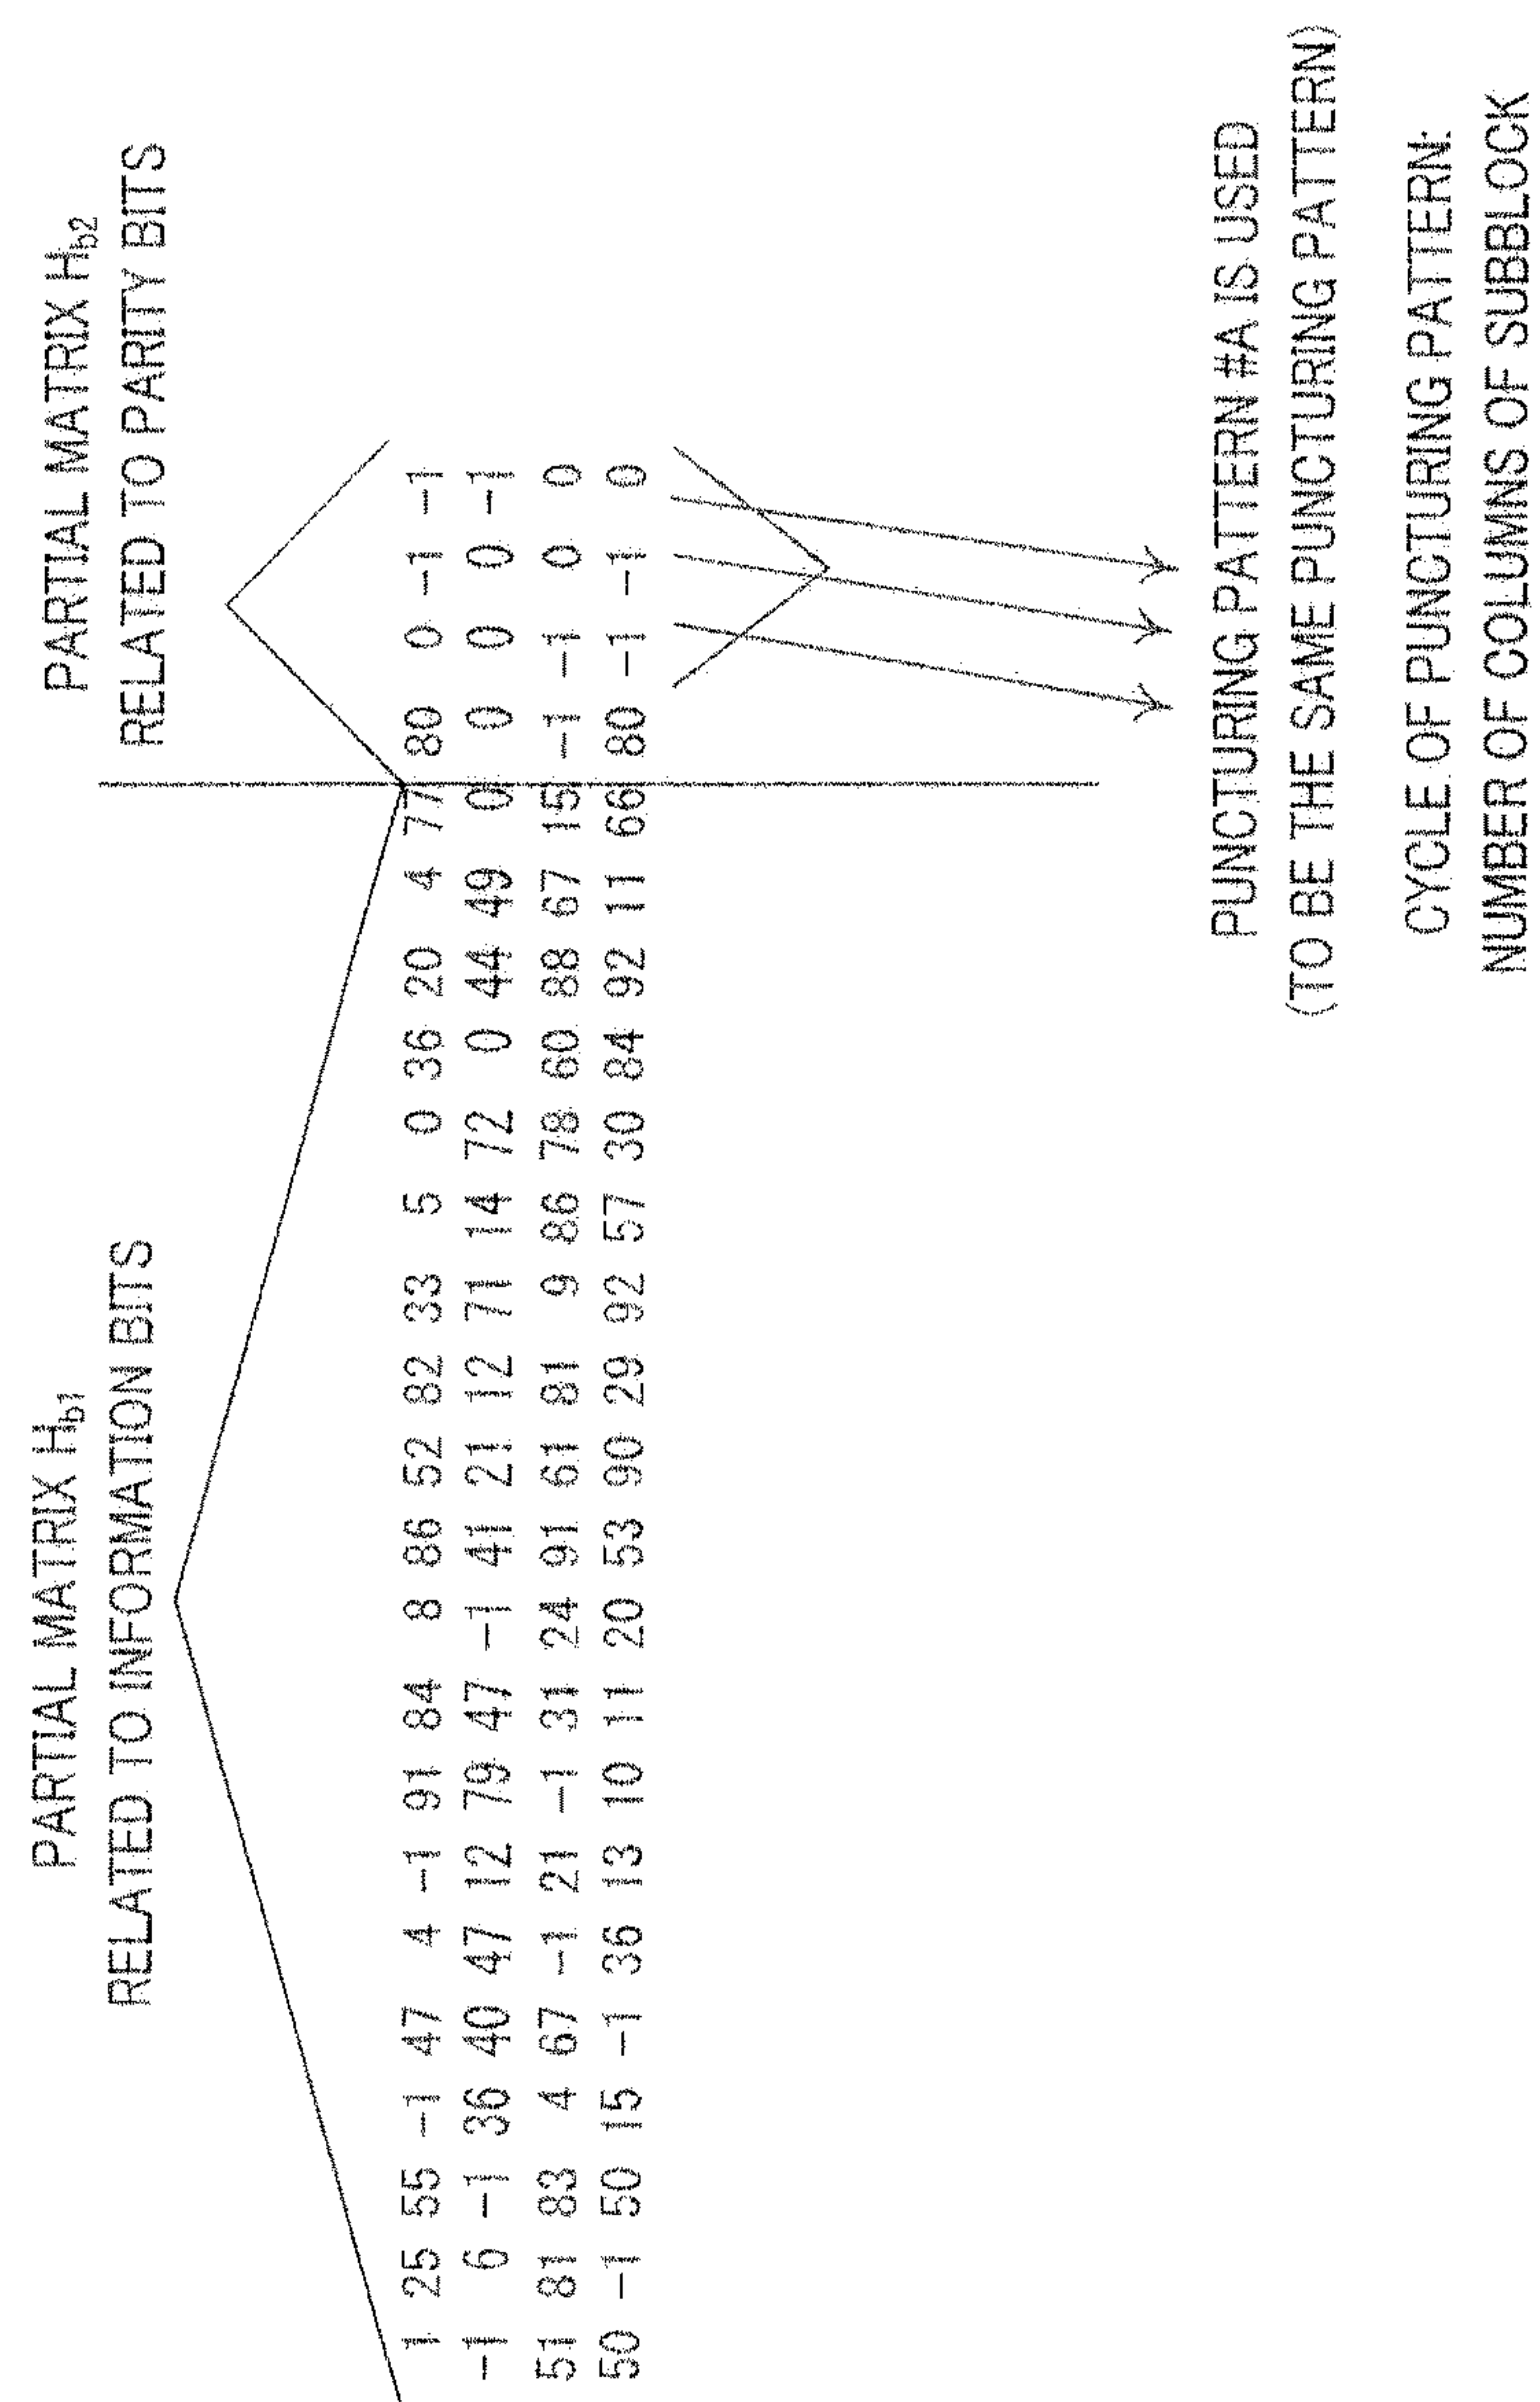 PARTIAL MATRIX Hb1
RELATED TO INFORMATION BITS
PARTIAL MATRIX Hb2
RELATED TO PARITY BITS
1 25 55 −1 47 4 −1 91 84 8 86 52 82 33 5 0 36 20 4 77 80 0 −1 −1
−1 6 −1 36 40 47 12 79 47 −1 41 21 12 71 14 72 0 44 49 0 0 0 0 −1
51 81 83 4 67 −1 21 −1 31 24 91 61 81 9 86 78 60 88 67 15 −1 −1 0 0
50 −1 50 15 −1 36 13 10 11 20 53 90 29 92 57 30 84 92 11 66 80 −1 −1 0
PUNCTURING PATTERN #A IS USED
(TO BE THE SAME PUNCTURING PATTERN)
CYCLE OF PUNCTURING PATTERN:
NUMBER OF COLUMNS OF SUBBLOCK